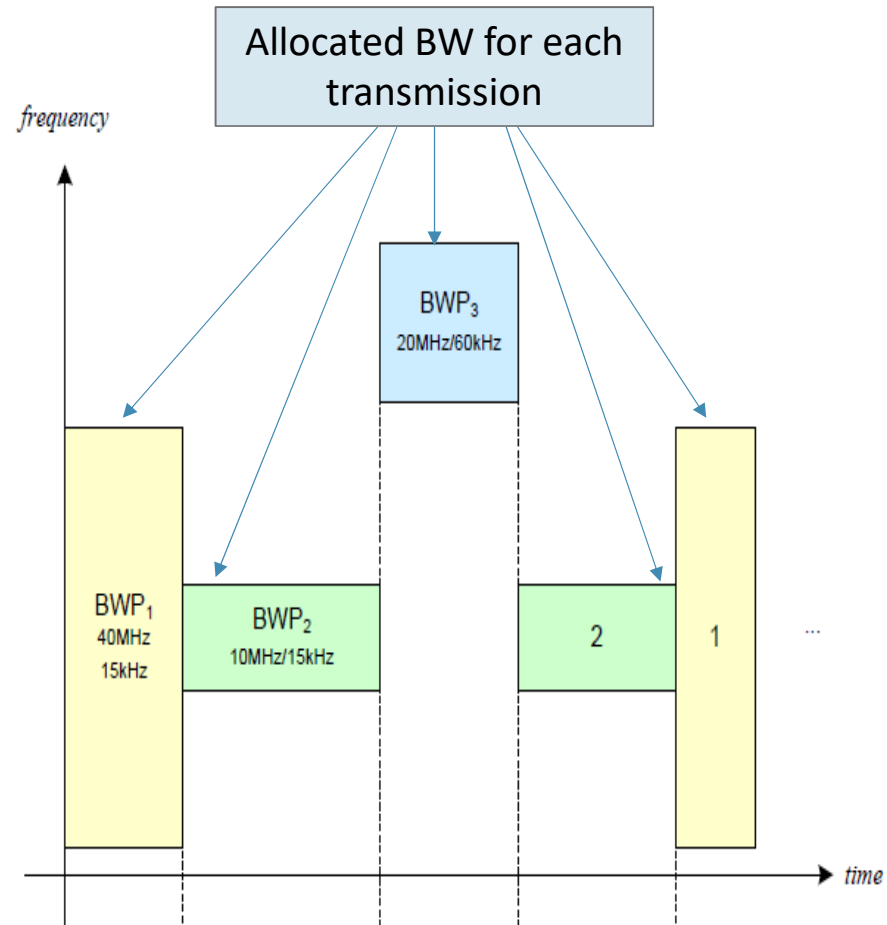 Allocated BW for each
transmission
frequency
BWP₃
20MHz/60kHz
BWP₁
40MHz
15kHz
BWP₂
10MHz/15kHz
2
1
...
time